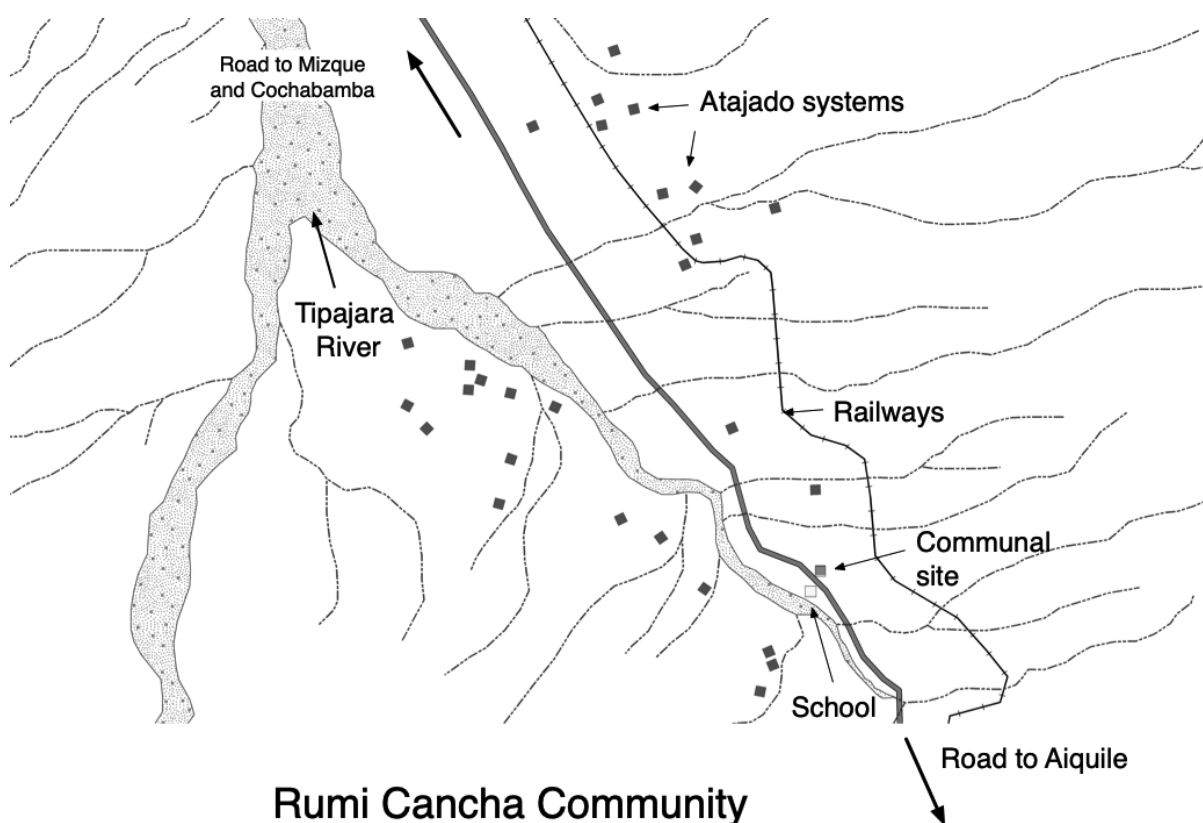 Road to Mizque
and Cochabamba
Atajado systems
Tipajara
River
Railways
Communal
site
School
Road to Aiquile
Rumi Cancha Community